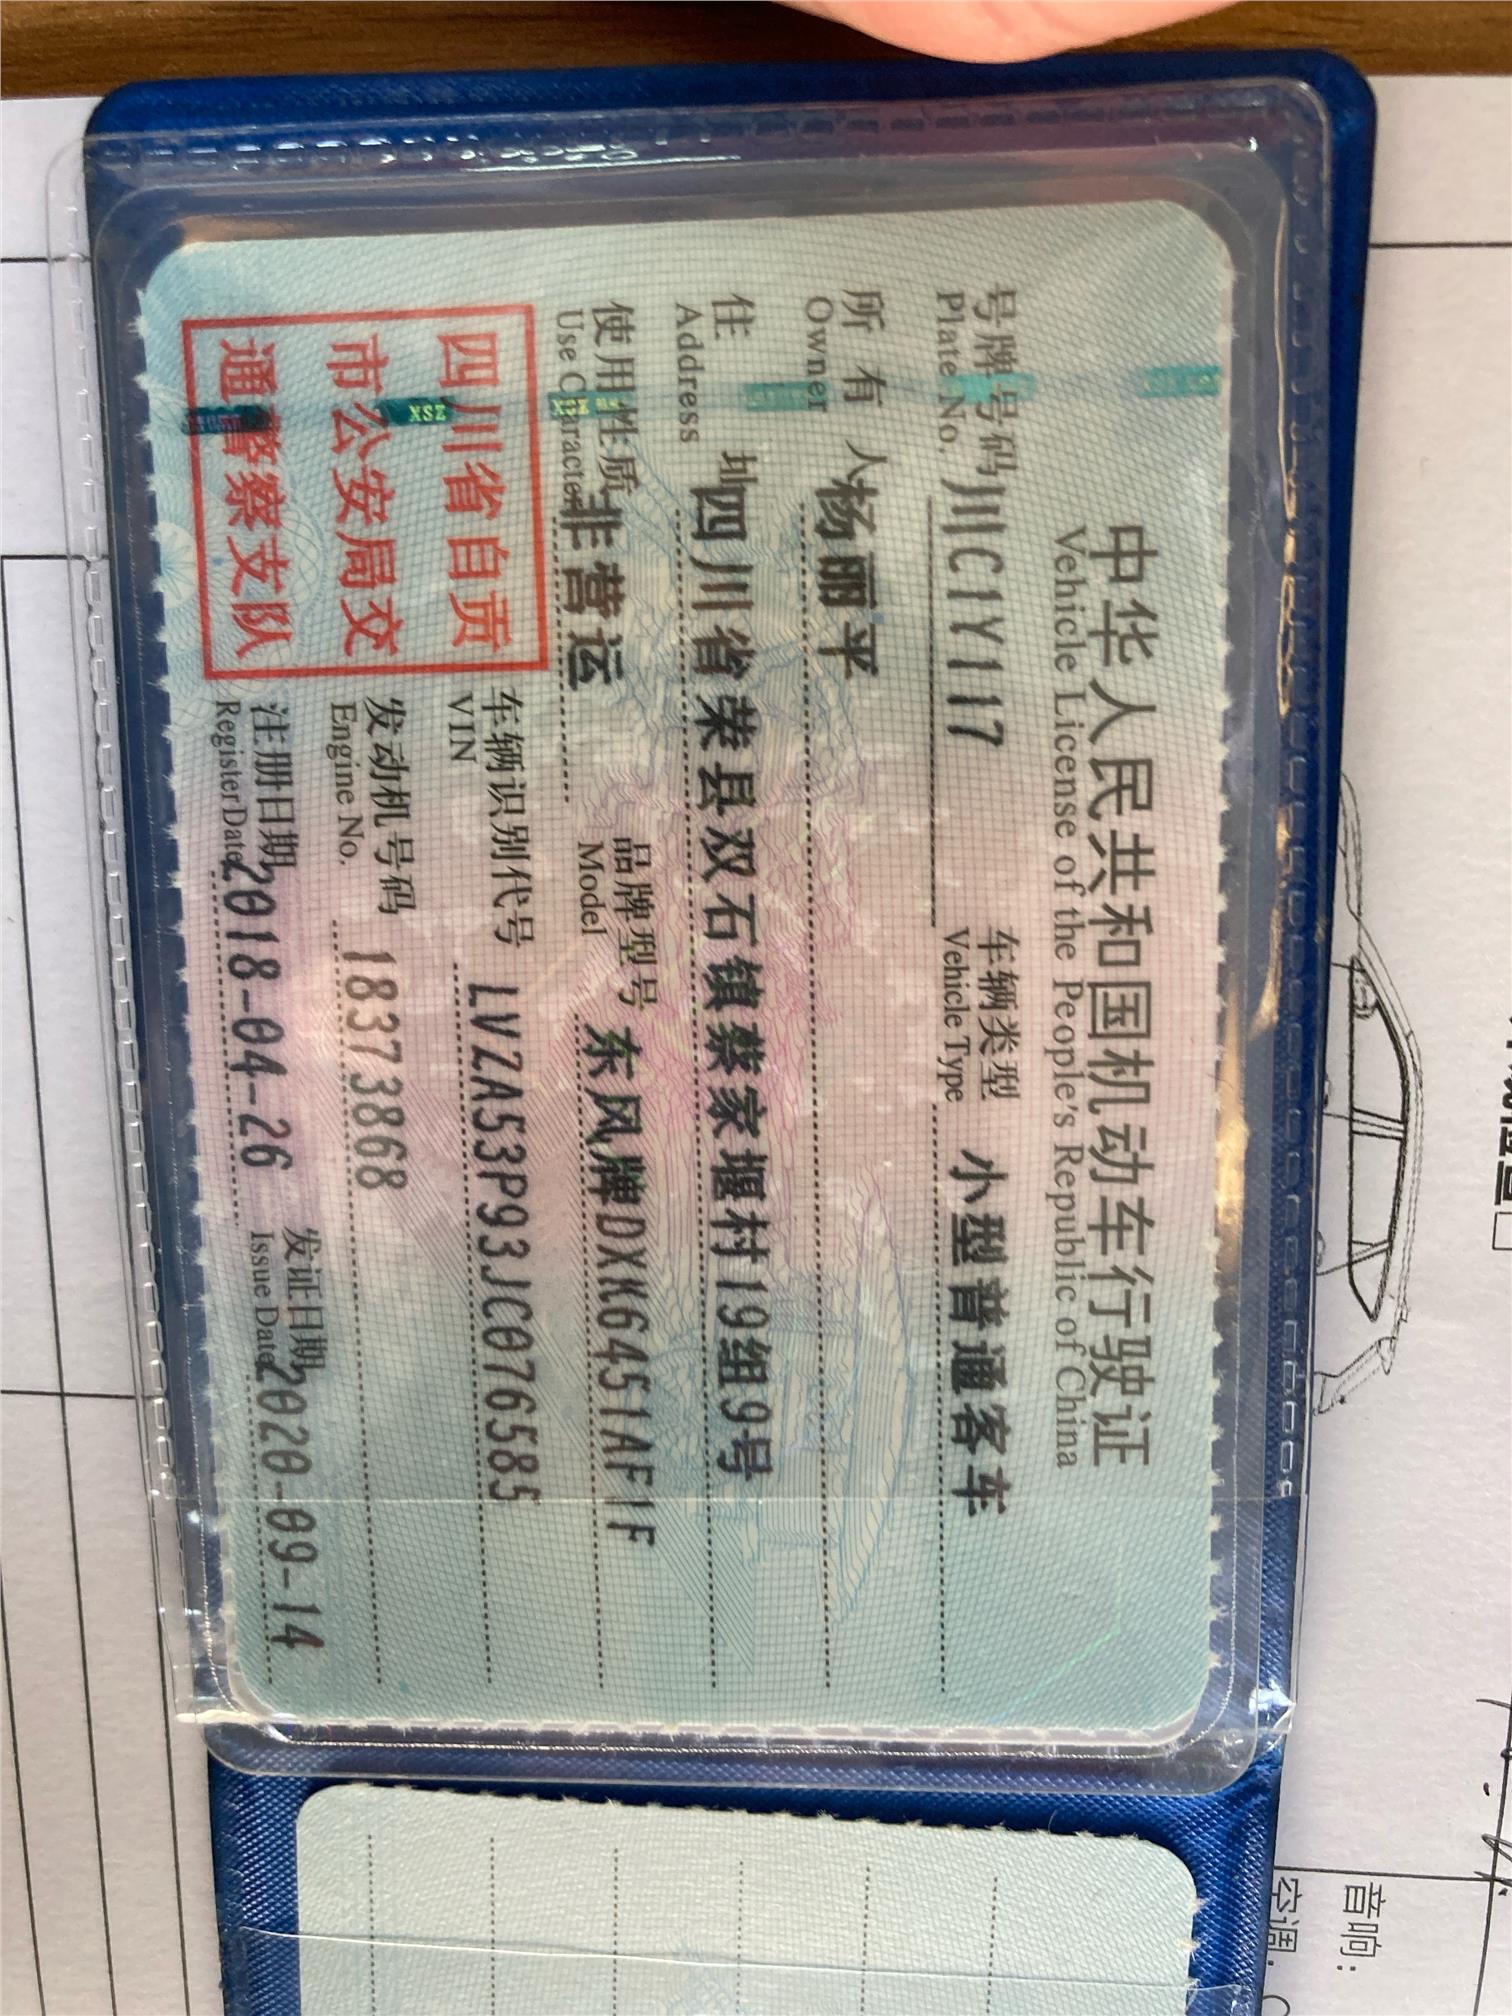 中华人民共和国机动车行驶证
Vehicle License of the People's Republic of China
号牌号码 川C1Y117 车辆类型 小型普通客车
Plate No. Vehicle Type
所有人 杨丽平
Owner
住址 四川省荣县双石镇蔡家堰村19组9号
Address
使用性质 非营运 品牌型号 东风牌DXK6451AF1F
Use Character Model
四川省自贡
市公安局交
通警察支队
车辆识别代号 LVZA53P93JC076585
VIN
发动机号码 18373868
Engine No.
注册日期 2018-04-26 发证日期 2020-09-14
Register Date Issue Date
音响:
空调: